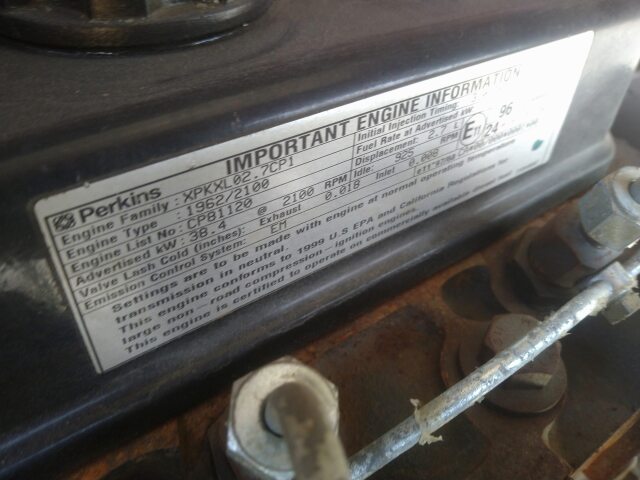 Perkins
IMPORTANT ENGINE INFORMATION
Engine Family : XPKXL02.7CP1
Initial Injection Timing:
Engine Type : 1962/2100
Fuel Rate at Advertised kW
Engine List No : CP81120
Displacement: 2.7 L
Advertised kW : 38.4 @ 2100 RPM Idle: 925 RPM
Valve Lash Cold (inches): Exhaust 0.018 Inlet 0.008
Emission Control System: EM
96
E11
24
Settings are to be made with engine at normal operating temperature
transmission in neutral.
This engine conforms to 1999 U.S EPA and California Regulations
large non - road compression - ignition engines.
This engine is certified to operate on commercially available